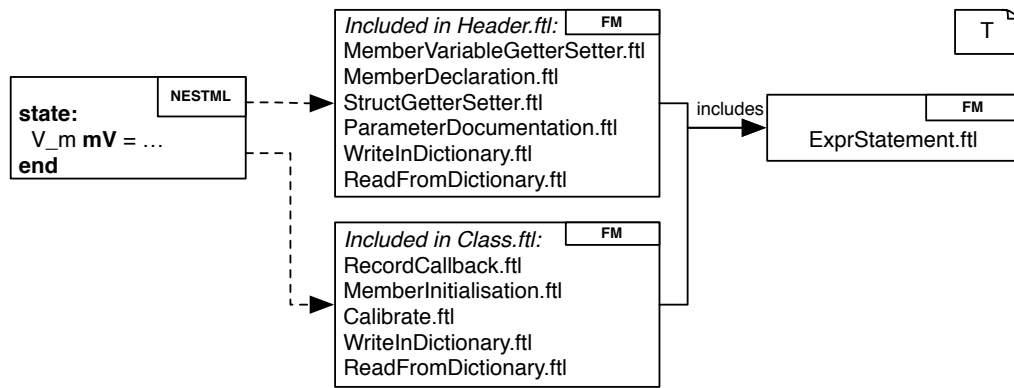 NESTML
state:
V_m mV = …
end
FM
Included in Header.ftl:
MemberVariableGetterSetter.ftl
MemberDeclaration.ftl
StructGetterSetter.ftl
ParameterDocumentation.ftl
WriteInDictionary.ftl
ReadFromDictionary.ftl
FM
Included in Class.ftl:
RecordCallback.ftl
MemberInitialisation.ftl
Calibrate.ftl
WriteInDictionary.ftl
ReadFromDictionary.ftl
includes
T
FM
ExprStatement.ftl